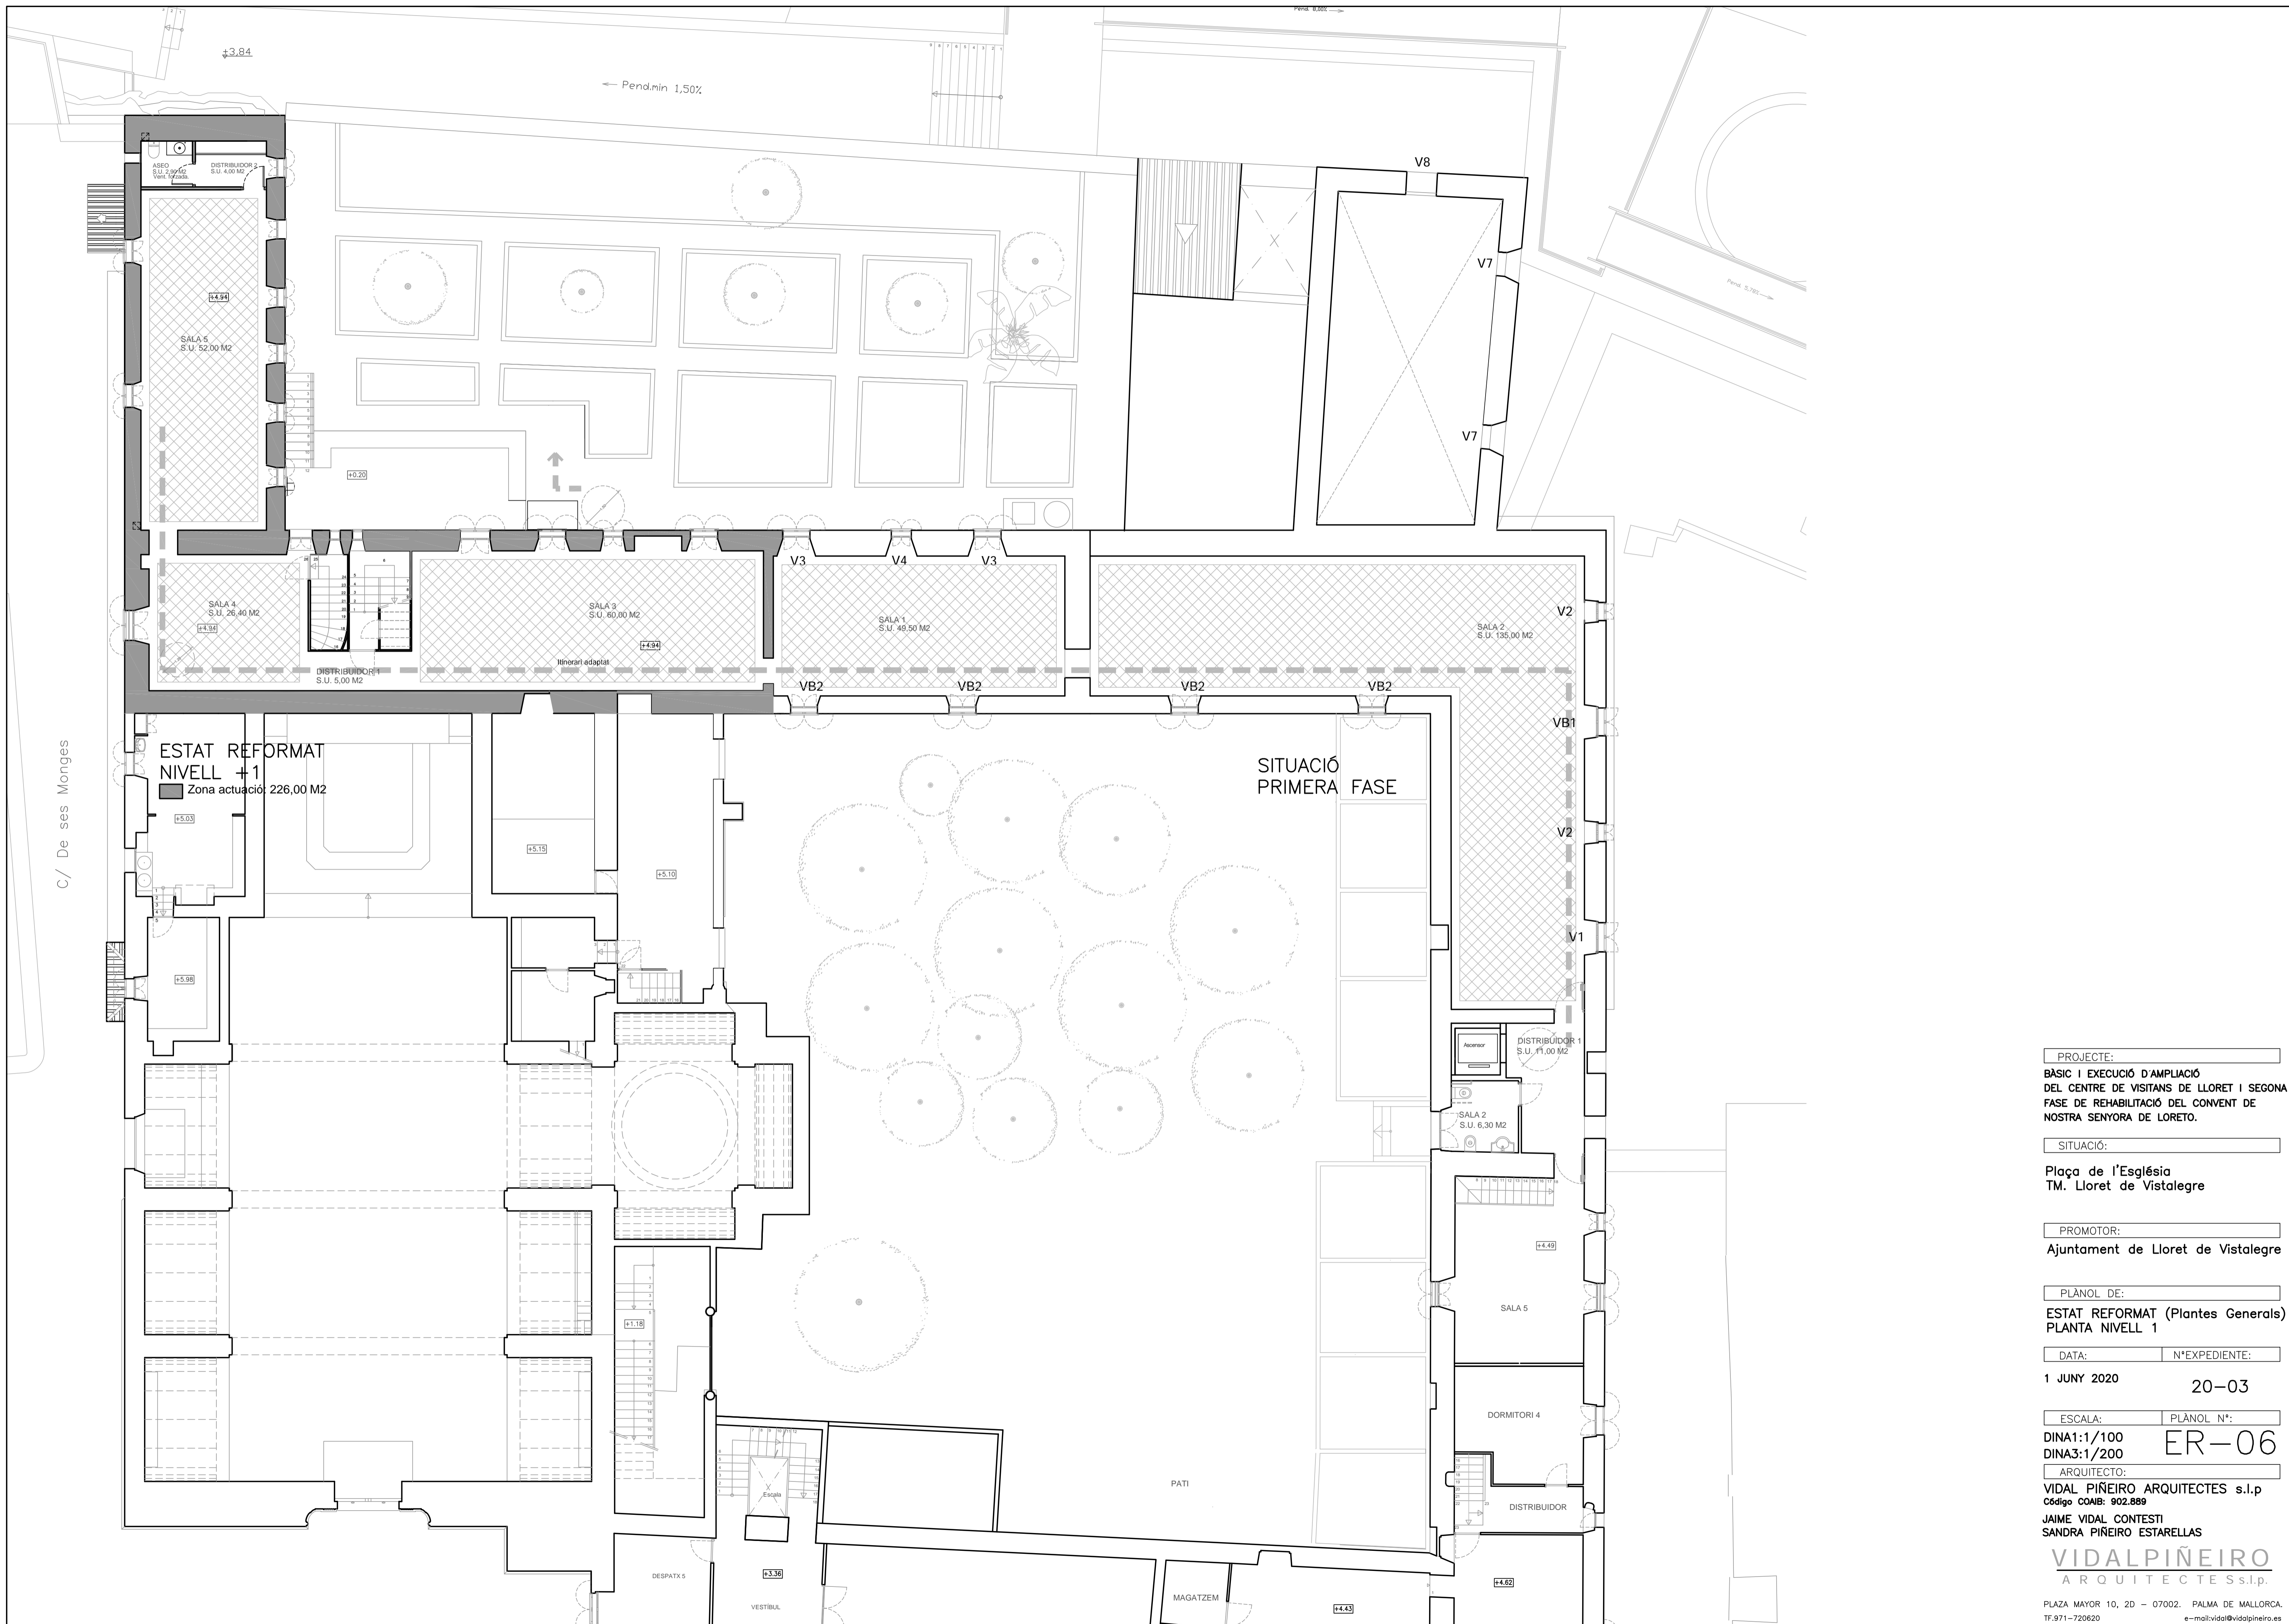 Pend. 8,00%
+3.84
Pend.min 1,50%
ASEO
S.U. 2,90 M2
Vent. forzada.
DISTRIBUIDOR 2
S.U. 4,00 M2
V8
V7
+4.94
Pend. 5,70%
SALA 5
S.U. 52,00 M2
V7
+0.20
V3
V4
V3
SALA 4
S.U. 26,40 M2
+4.94
SALA 3
S.U. 60,00 M2
+4.94
SALA 1
S.U. 49,50 M2
V2
SALA 2
S.U. 135,00 M2
Itinerari adaptat
DISTRIBUIDOR 1
S.U. 5,00 M2
VB2
VB2
VB2
VB2
VB1
C/ De ses Monges
ESTAT REFORMAT
NIVELL +1
Zona actuació: 226,00 M2
SITUACIÓ
PRIMERA FASE
+5.03
+5.15
+5.10
V2
V1
+5.98
Ascensor
DISTRIBUIDOR 1
S.U. 11,00 M2
SALA 2
S.U. 6,30 M2
+4.49
SALA 5
+1.18
DORMITORI 4
Escala
PATI
DISTRIBUIDOR
DESPATX 5
+3.36
VESTÍBUL
MAGATZEM
+4.43
+4.62
PROJECTE:
BÀSIC I EXECUCIÓ D'AMPLIACIÓ
DEL CENTRE DE VISITANS DE LLORET I SEGONA
FASE DE REHABILITACIÓ DEL CONVENT DE
NOSTRA SENYORA DE LORETO.
SITUACIÓ:
Plaça de l'Església
TM. Lloret de Vistalegre
PROMOTOR:
Ajuntament de Lloret de Vistalegre
PLÀNOL DE:
ESTAT REFORMAT (Plantes Generals)
PLANTA NIVELL 1
DATA: NºEXPEDIENTE:
1 JUNY 2020 20-03
ESCALA: PLÀNOL Nº:
DINA1:1/100
DINA3:1/200
ER-06
ARQUITECTO:
VIDAL PIÑEIRO ARQUITECTES s.l.p
Código COAIB: 902.889
JAIME VIDAL CONTESTI
SANDRA PIÑEIRO ESTARELLAS
VIDALPIÑEIRO
ARQUITECTES s.l.p.
PLAZA MAYOR 10, 2D - 07002. PALMA DE MALLORCA.
TF.971-720620 e-mail:vidal@vidalpineiro.es